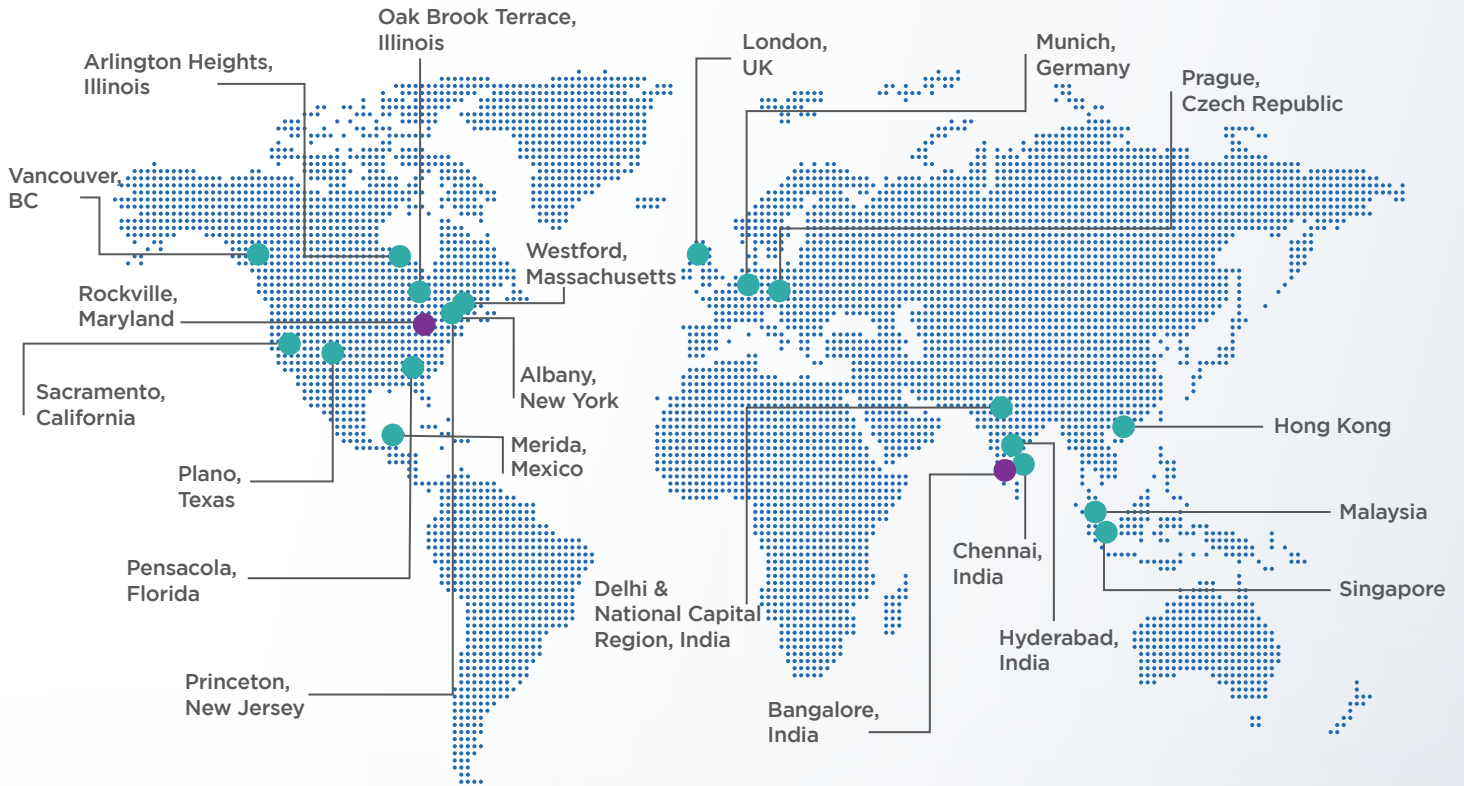 Oak Brook Terrace,
Illinois
Arlington Heights,
Illinois
London,
UK
Munich,
Germany
Prague,
Czech Republic
Vancouver,
BC
Westford,
Massachusetts
Rockville,
Maryland
Albany,
New York
Sacramento,
California
Hong Kong
Merida,
Mexico
Plano,
Texas
Malaysia
Chennai,
India
Pensacola,
Florida
Delhi &
National Capital
Region, India
Singapore
Hyderabad,
India
Princeton,
New Jersey
Bangalore,
India